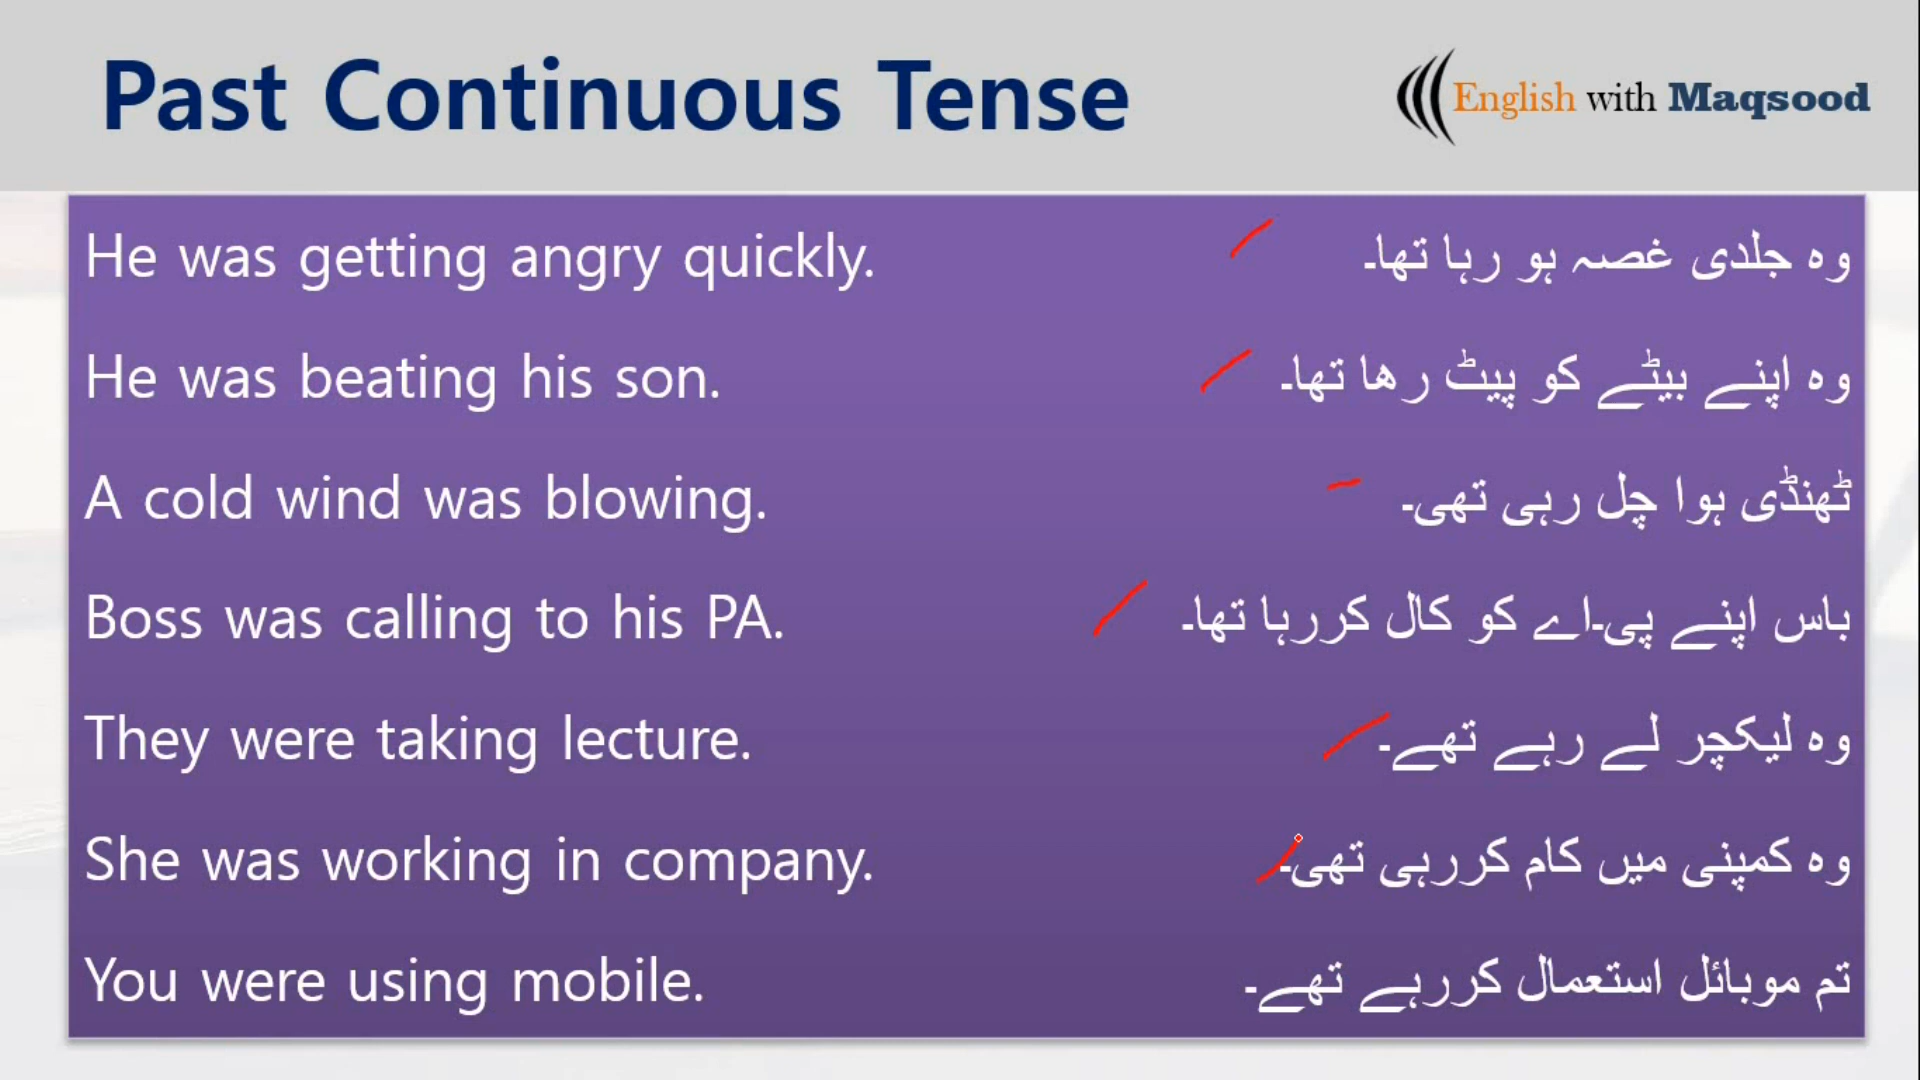 Past Continuous Tense
English with Maqsood
He was getting angry quickly.
وہ جلدی غصہ ہو رہا تھا۔
He was beating his son.
وہ اپنے بیٹے کو پیٹ رھا تھا۔
A cold wind was blowing.
ٹھنڈی ہوا چل رہی تھی۔
Boss was calling to his PA.
باس اپنے پی۔اے کو کال کررہا تھا۔
They were taking lecture.
وہ لیکچر لے رہے تھے۔
She was working in company.
وہ کمپنی میں کام کررہی تھی۔
You were using mobile.
تم موبائل استعمال کررہے تھے۔